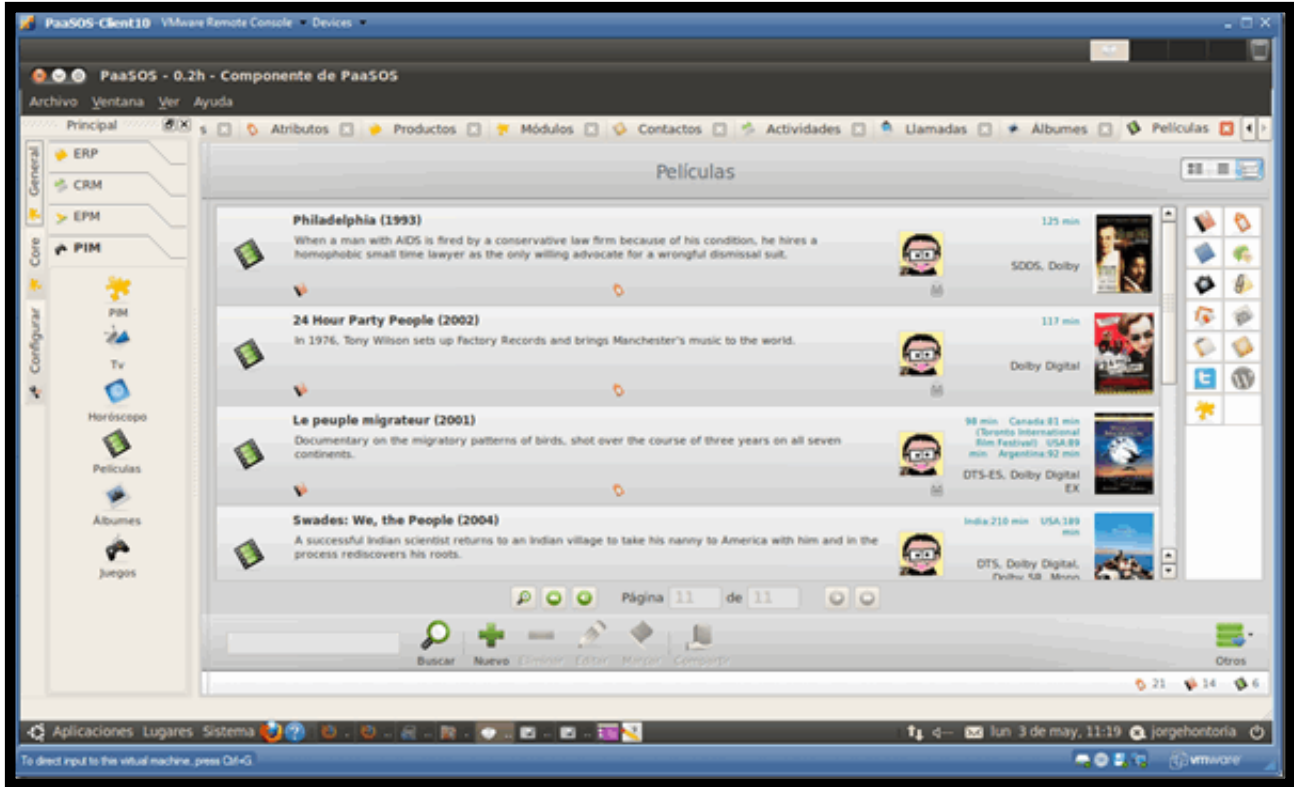 PaaSOS-Client10 VMware Remote Console Devices
PaaSOS - 0.2h - Componente de PaaSOS
Archivo Ventana Ver Ayuda
Principal
s Atributos Productos Módulos Contactos Actividades Llamadas Álbumes Películas
General
Core
Configurar
ERP
CRM
EPM
PIM
PIM
Tv
Horóscopo
Películas
Álbumes
Juegos
Películas
Philadelphia (1993)
125 min
When a man with AIDS is fired by a conservative law firm because of his condition, he hires a
homophobic small time lawyer as the only willing advocate for a wrongful dismissal suit.
SDDS, Dolby
24 Hour Party People (2002)
117 min
In 1976, Tony Wilson sets up Factory Records and brings Manchester's music to the world.
Dolby Digital
Le peuple migrateur (2001)
98 min Canada:81 min
(Toronto International
Film Festival) USA:89
min Argentina:92 min
Documentary on the migratory patterns of birds, shot over the course of three years on all seven
continents.
DTS-ES, Dolby Digital
EX
Swades: We, the People (2004)
India:210 min USA:189
min
A successful Indian scientist returns to an Indian village to take his nanny to America with him and in the
process rediscovers his roots.
DTS, Dolby Digital,
Dolby SR, Mono
Página 11 de 11
Buscar Nuevo Eliminar Editar Marcar Compartir Otros
21 14 6
Aplicaciones Lugares Sistema
lun 3 de may, 11:19 jorgehontoria
To direct input to this virtual machine, press Ctrl+G.
vmware